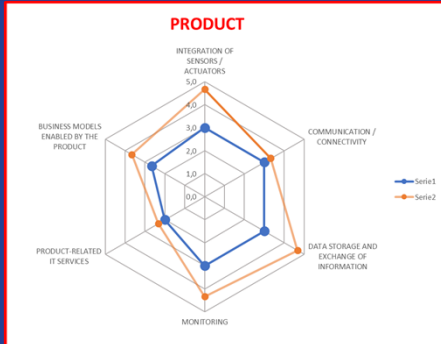 PRODUCT
INTEGRATION OF
SENSORS /
ACTUATORS
5,0
4,0
3,0
2,0
1,0
0,0
BUSINESS MODELS
ENABLED BY THE
PRODUCT
COMMUNICATION /
CONNECTIVITY
Serie1
Serie2
PRODUCT-RELATED
IT SERVICES
DATA STORAGE AND
EXCHANGE OF
INFORMATION
MONITORING